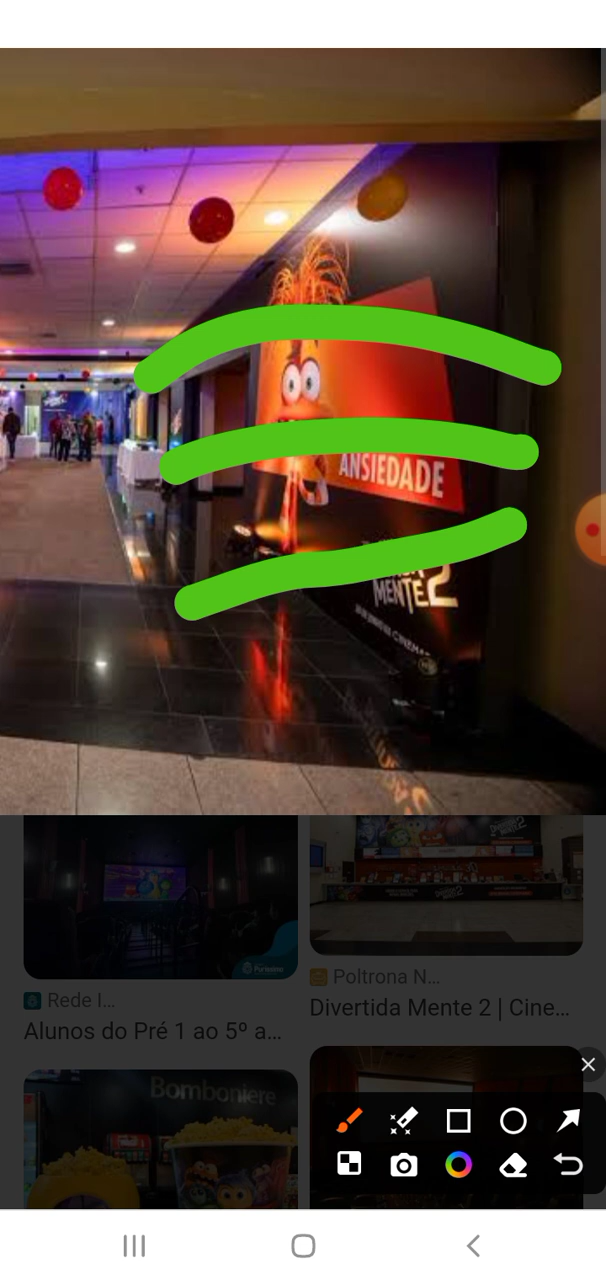 ANSIEDADE
MENTE 2
Rede I...
Alunos do Pré 1 ao 5º a...
Poltrona N...
Divertida Mente 2 | Cine...
Bomboniere